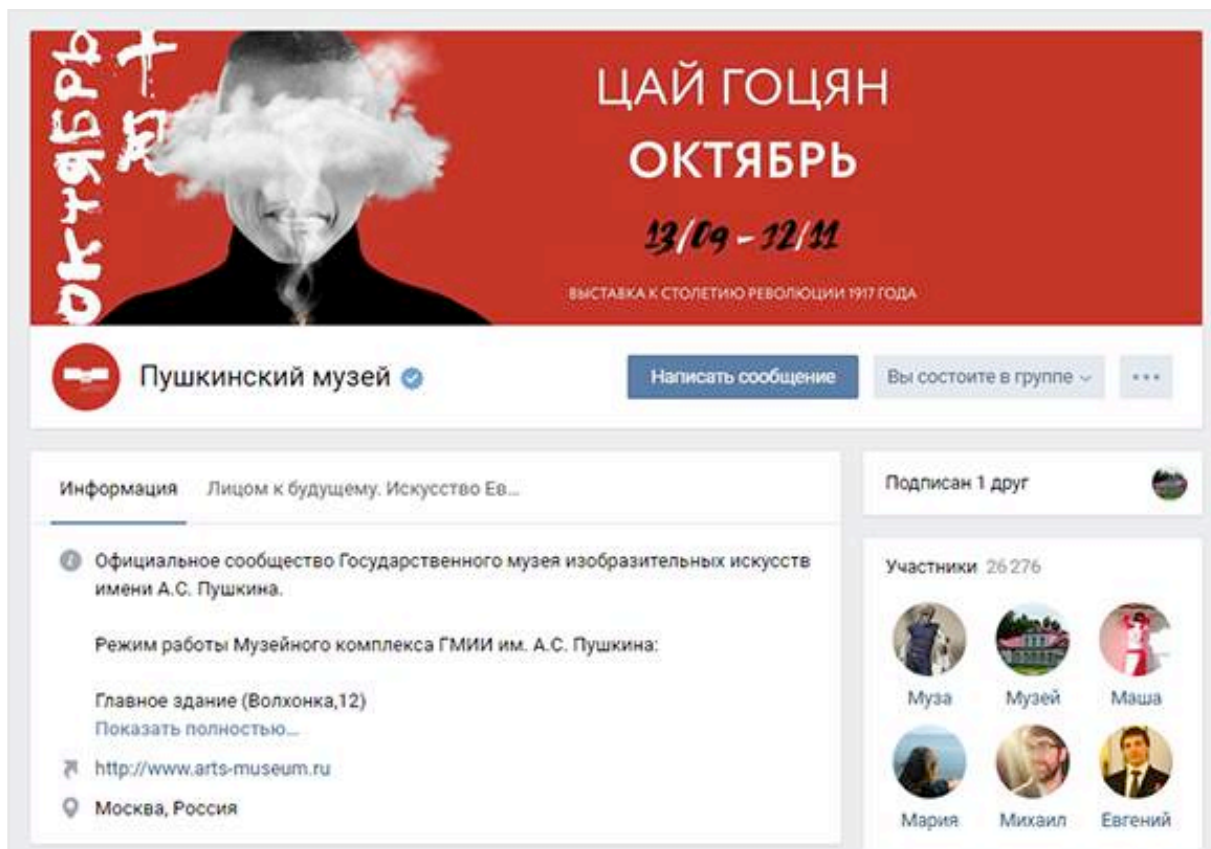 ОКТЯБРЬ
十月
ЦАЙ ГОЦЯН
ОКТЯБРЬ
13/09 – 12/11
ВЫСТАВКА К СТОЛЕТИЮ РЕВОЛЮЦИИ 1917 ГОДА
Пушкинский музей
Написать сообщение
Вы состоите в группе
Информация
Лицом к будущему. Искусство Ев...
Официальное сообщество Государственного музея изобразительных искусств
имени А.С. Пушкина.
Режим работы Музейного комплекса ГМИИ им. А.С. Пушкина:
Главное здание (Волхонка,12)
Показать полностью...
http://www.arts-museum.ru
Москва, Россия
Подписан 1 друг
Участники 26 276
Муза
Музей
Маша
Мария
Михаил
Евгений